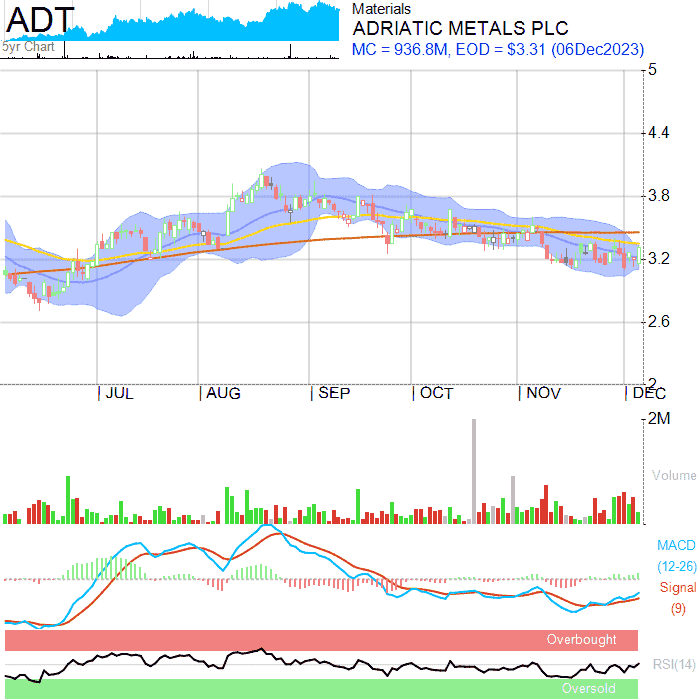 ADT
5yr Chart
Materials
ADRIATIC METALS PLC
MC = 936.8M, EOD = $3.31 (06Dec2023)
5
4.4
3.8
3.2
2.6
2
JUL AUG SEP OCT NOV DEC
2M
Volume
MACD
(12-26)
Signal
(9)
Overbought
RSI(14)
Oversold